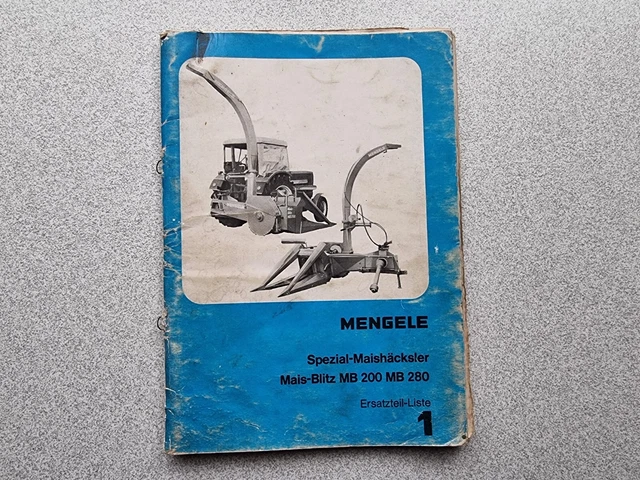 MENGELE
Spezial-Maishäcksler
Mais-Blitz MB 200 MB 280
Ersatzteil-Liste
1